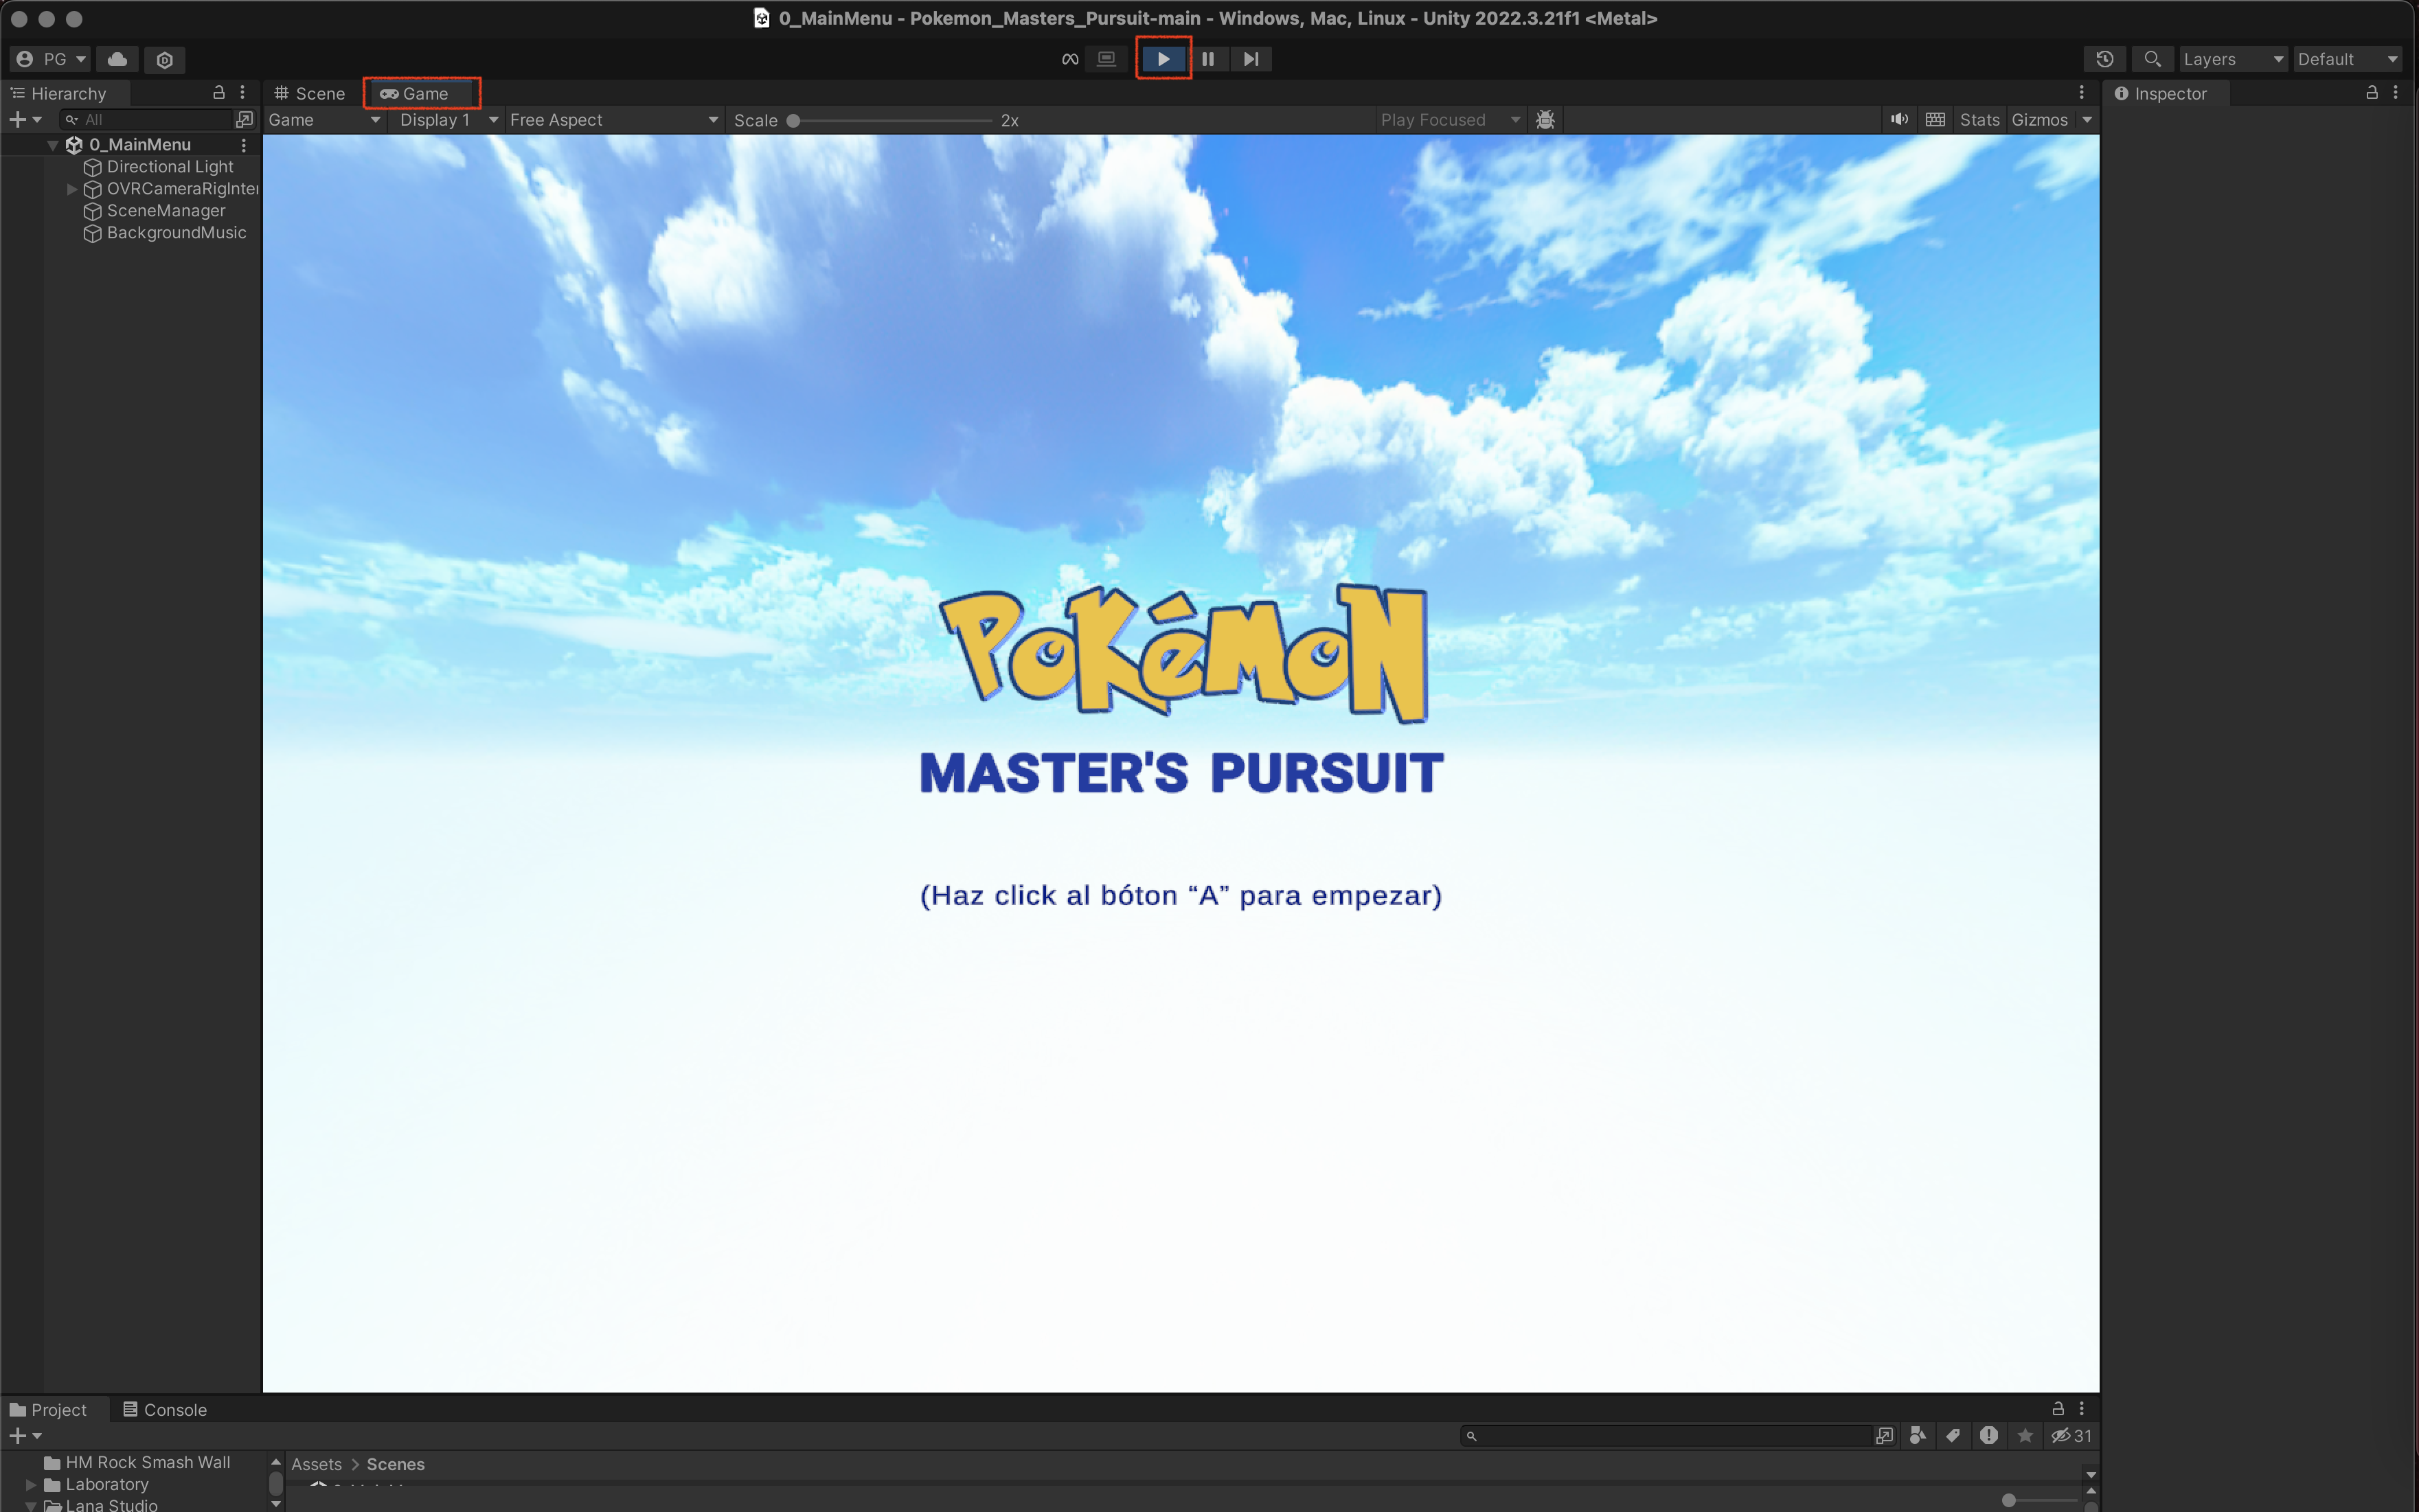 0_MainMenu - Pokemon_Masters_Pursuit-main - Windows, Mac, Linux - Unity 2022.3.21f1 <Metal>
PG
Layers
Default
Hierarchy
Scene
Game
Inspector
All
Game
Display 1
Free Aspect
Scale
2x
Play Focused
Stats
Gizmos
0_MainMenu
Directional Light
OVRCameraRigInter
SceneManager
BackgroundMusic
POKéMON
MASTER'S PURSUIT
(Haz click al bóton “A” para empezar)
Project
Console
31
HM Rock Smash Wall
Laboratory
Lana Studio
Assets > Scenes